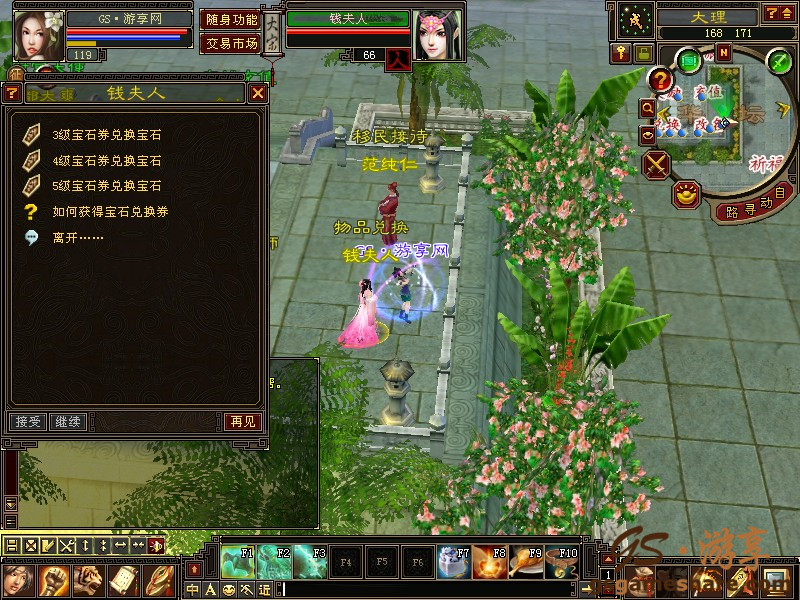 GS·游享网
119
随身功能
交易市场
大宗
钱夫人
66
大理
168 171
N
自动寻路
祈福
钱夫人
3级宝石券兑换宝石
4级宝石券兑换宝石
5级宝石券兑换宝石
如何获得宝石兑换券
离开……
接受
继续
再见
移民接待
范纯仁
物品兑换
GS·游享网
钱夫人
F1
F2
F3
F4
F5
F6
F7
F8
F9
F10
中
A
近
1
GS·游享